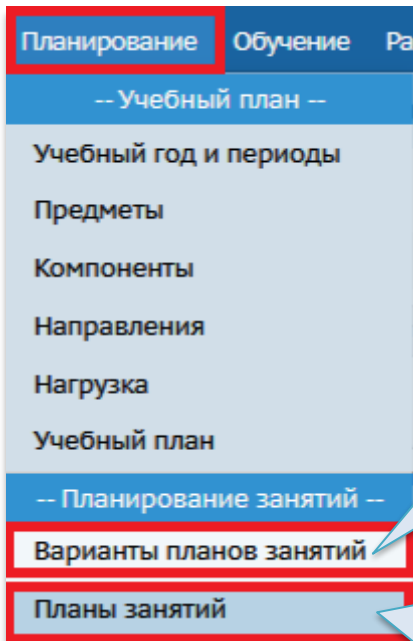 Планирование Обучение Ра
-- Учебный план --
Учебный год и периоды
Предметы
Компоненты
Направления
Нагрузка
Учебный план
-- Планирование занятий --
Варианты планов занятий
Планы занятий